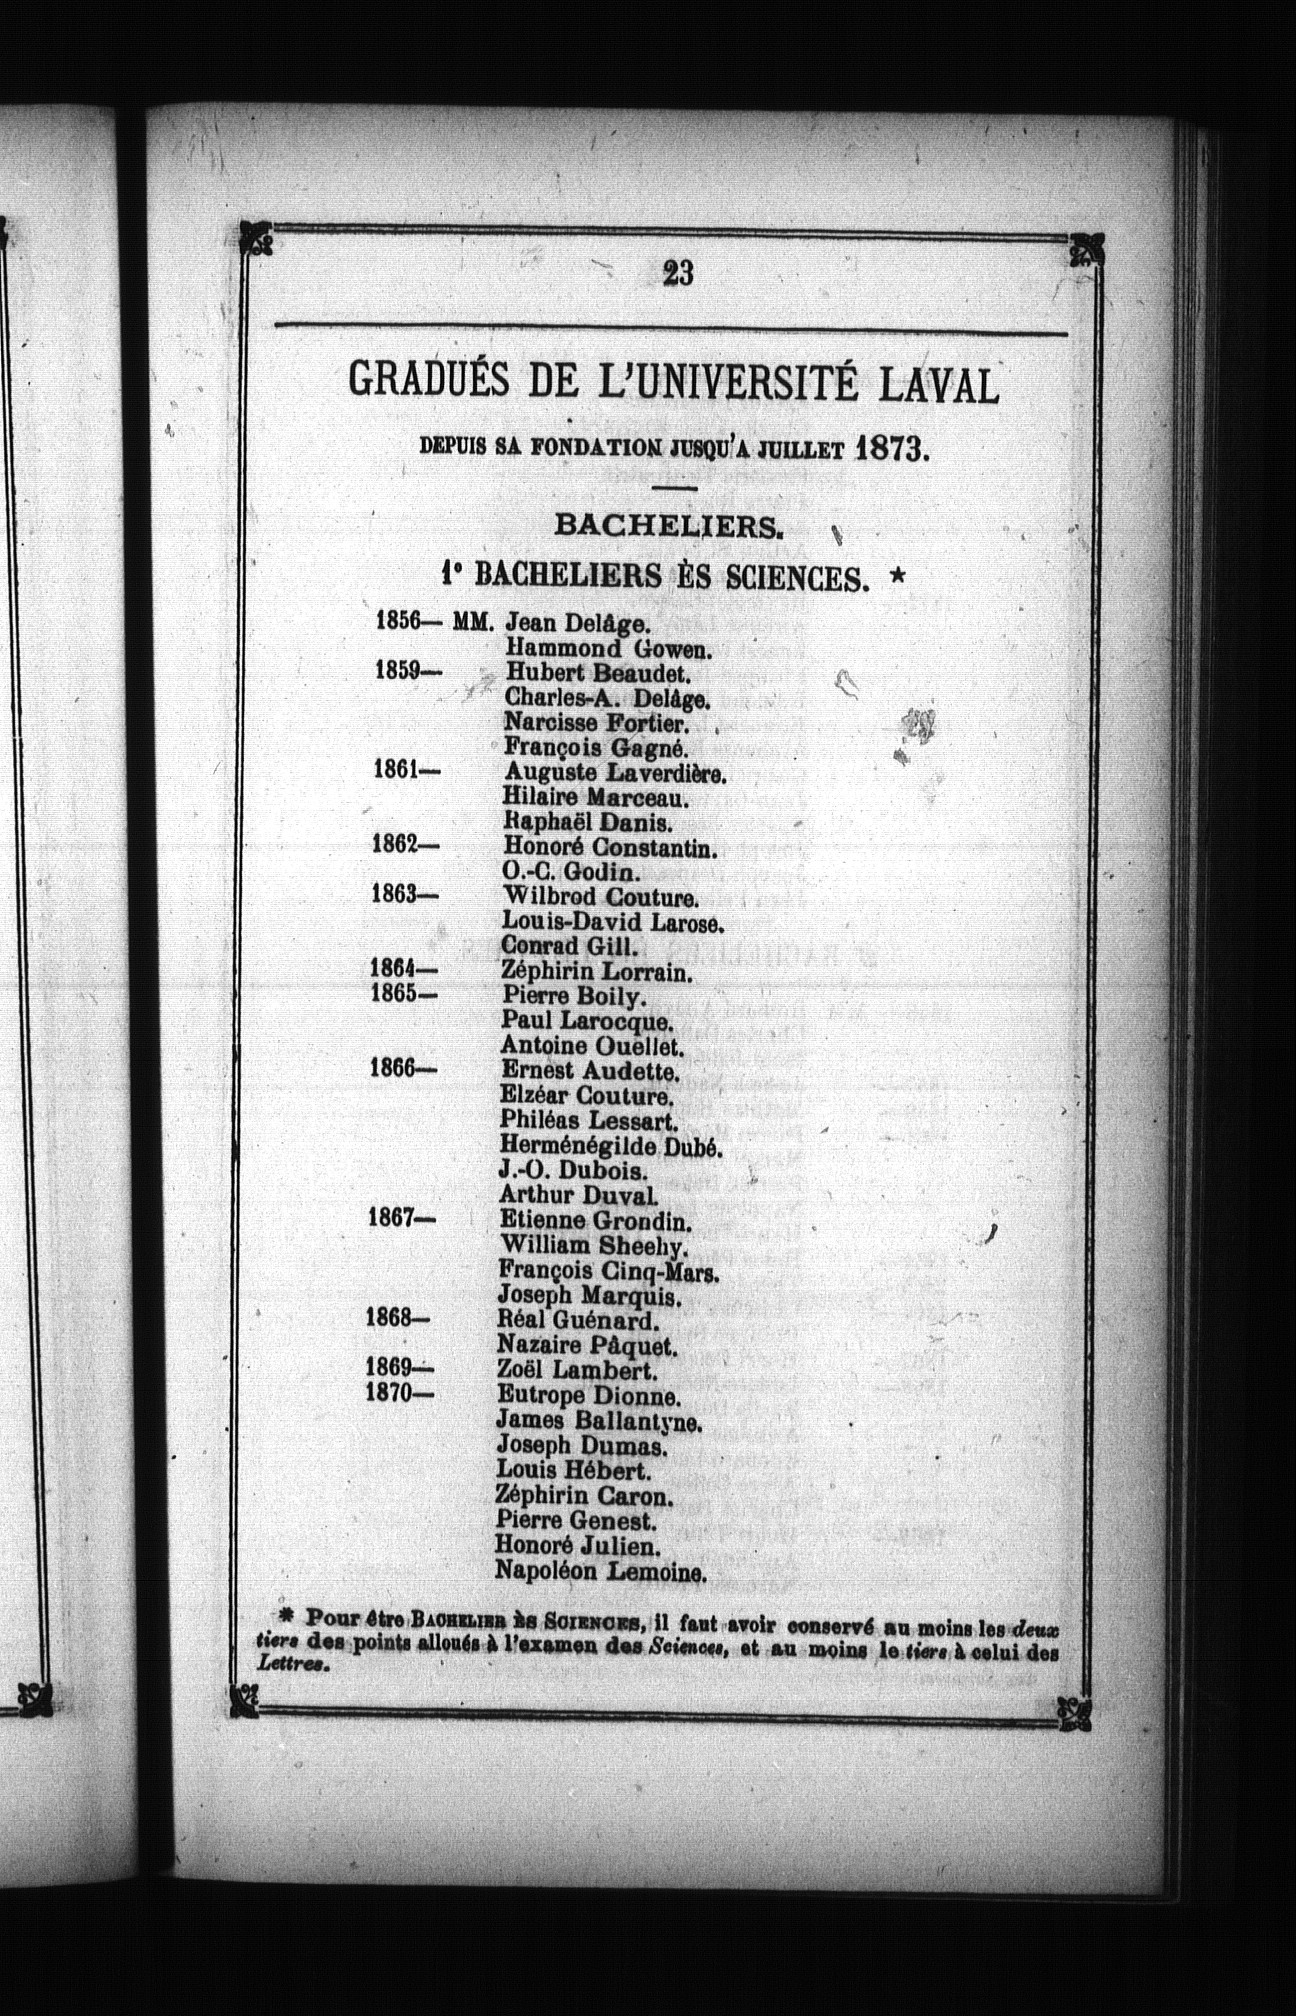 23
GRADUÉS DE L'UNIVERSITÉ LAVAL
DEPUIS SA FONDATION JUSQU'A JUILLET 1873.
BACHELIERS.
1° BACHELIERS ÈS SCIENCES. *
1856— MM. Jean Delâge.
Hammond Gowen.
1859— Hubert Beaudet.
Charles-A. Delâge.
Narcisse Fortier.
François Gagné.
1861— Auguste Laverdière.
Hilaire Marceau.
Raphaël Danis.
1862— Honoré Constantin.
O.-C. Godin.
1863— Wilbrod Couture.
Louis-David Larose.
Conrad Gill.
1864— Zéphirin Lorrain.
1865— Pierre Boily.
Paul Larocque.
Antoine Ouellet.
1866— Ernest Audette.
Elzéar Couture.
Philéas Lessart.
Herménégilde Dubé.
J.-O. Dubois.
Arthur Duval.
1867— Etienne Grondin.
William Sheehy.
François Cinq-Mars.
Joseph Marquis.
1868— Réal Guénard.
Nazaire Pâquet.
1869— Zoël Lambert.
1870— Eutrope Dionne.
James Ballantyne.
Joseph Dumas.
Louis Hébert.
Zéphirin Caron.
Pierre Genest.
Honoré Julien.
Napoléon Lemoine.
* Pour être BACHELIER ÈS SCIENCES, il faut avoir conservé au moins les deux
tiers des points alloués à l'examen des Sciences, et au moins le tiers à celui des
Lettres.